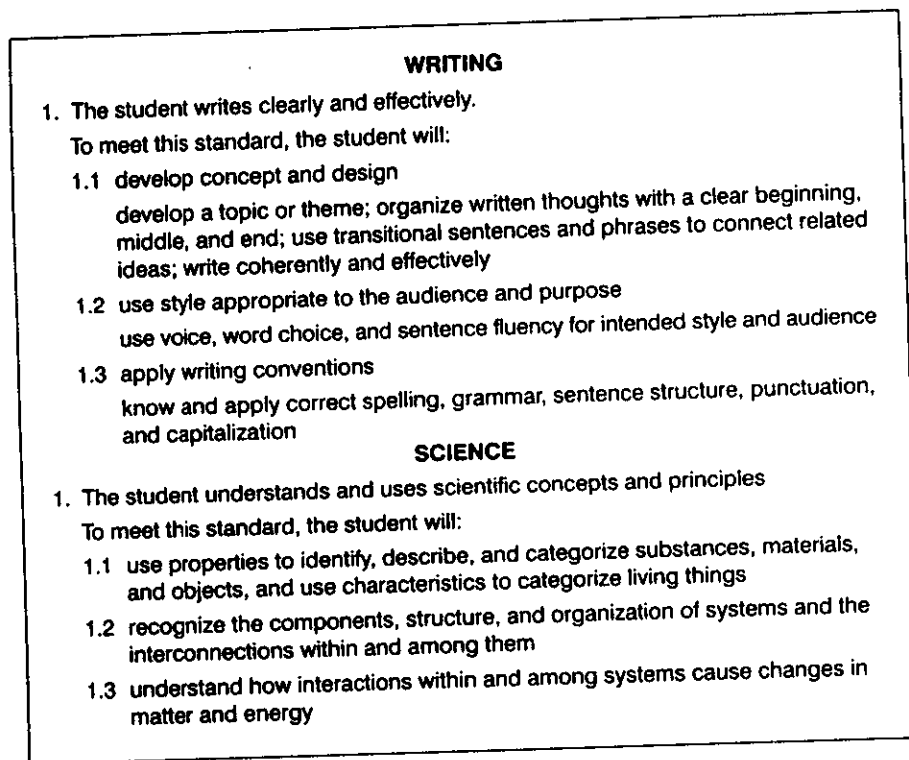 WRITING
1. The student writes clearly and effectively.
To meet this standard, the student will:
1.1 develop concept and design
develop a topic or theme; organize written thoughts with a clear beginning,
middle, and end; use transitional sentences and phrases to connect related
ideas; write coherently and effectively
1.2 use style appropriate to the audience and purpose
use voice, word choice, and sentence fluency for intended style and audience
1.3 apply writing conventions
know and apply correct spelling, grammar, sentence structure, punctuation,
and capitalization
SCIENCE
1. The student understands and uses scientific concepts and principles
To meet this standard, the student will:
1.1 use properties to identify, describe, and categorize substances, materials,
and objects, and use characteristics to categorize living things
1.2 recognize the components, structure, and organization of systems and the
interconnections within and among them
1.3 understand how interactions within and among systems cause changes in
matter and energy